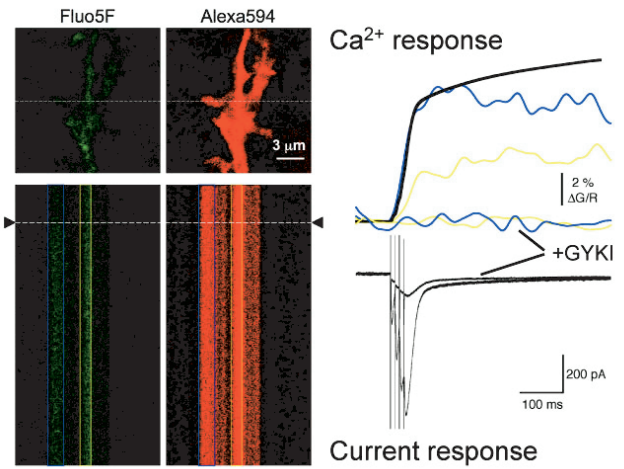 Fluo5F
Alexa594
3 μm
Ca²⁺ response
2 %
ΔG/R
+GYKI
200 pA
100 ms
Current response